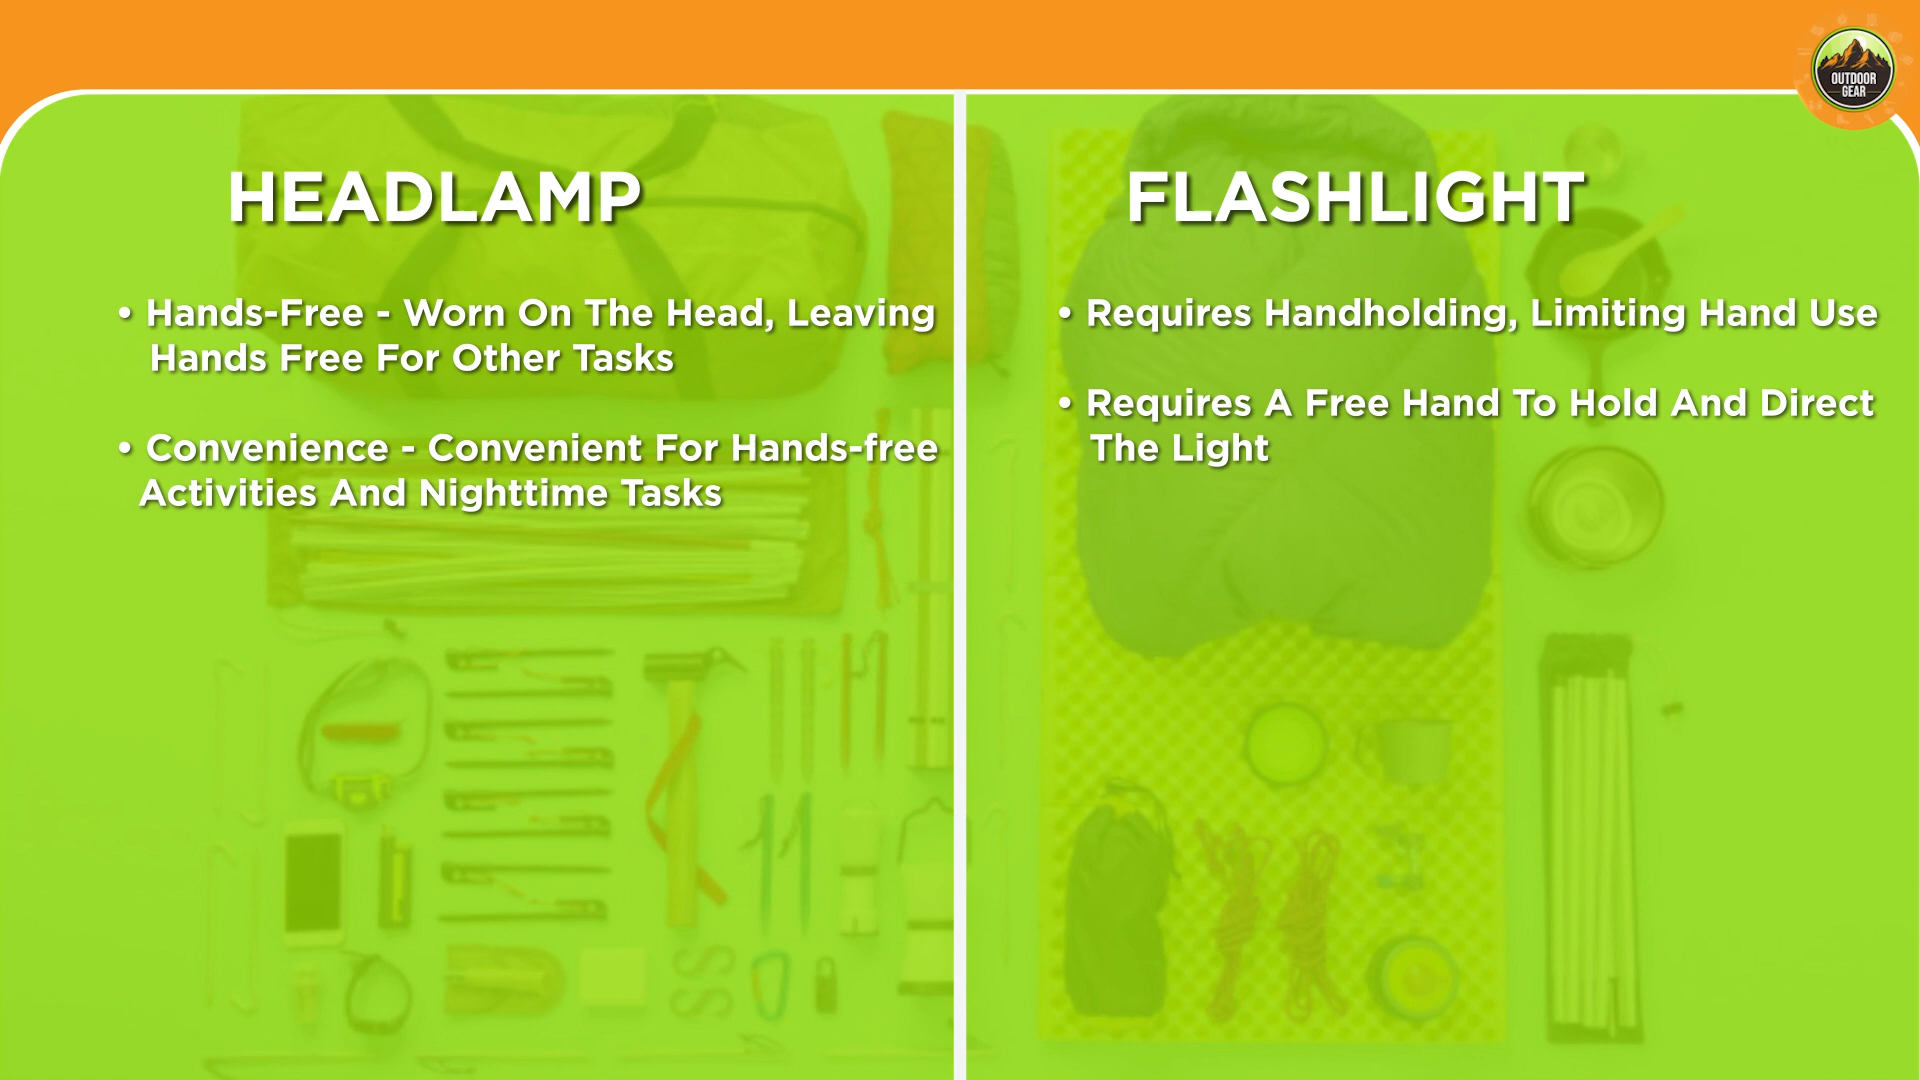 OUTDOOR
GEAR
HEADLAMP
• Hands-Free - Worn On The Head, Leaving
Hands Free For Other Tasks
• Convenience - Convenient For Hands-free
Activities And Nighttime Tasks
FLASHLIGHT
• Requires Handholding, Limiting Hand Use
• Requires A Free Hand To Hold And Direct
The Light